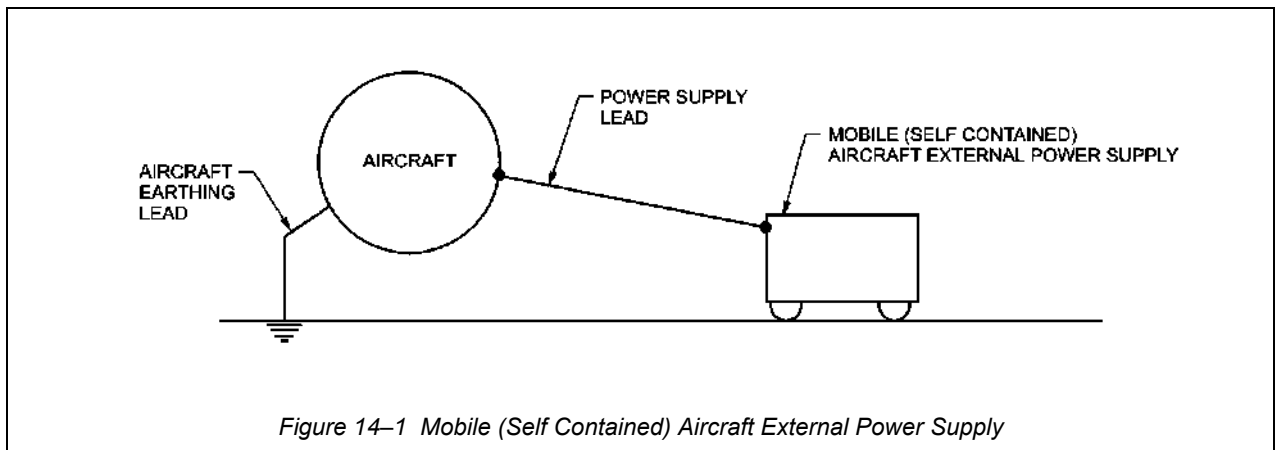 POWER SUPPLY
LEAD
MOBILE (SELF CONTAINED)
AIRCRAFT EXTERNAL POWER SUPPLY
AIRCRAFT
AIRCRAFT
EARTHING
LEAD
Figure 14–1 Mobile (Self Contained) Aircraft External Power Supply